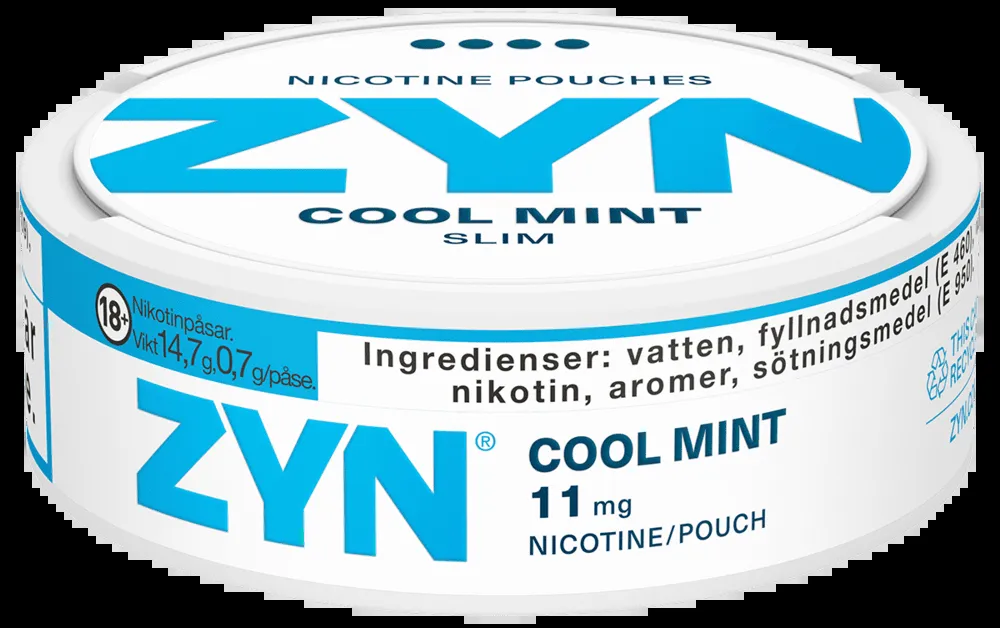 NICOTINE POUCHES
ZYN
COOL MINT
SLIM
18+
Nikotinpåsar.
Vikt 14,7 g, 0,7 g/påse.
Ingredienser: vatten, fyllnadsmedel (E 460),
nikotin, aromer, sötningsmedel (E 950),
ZYN®
COOL MINT
11 mg
NICOTINE/POUCH
THIS